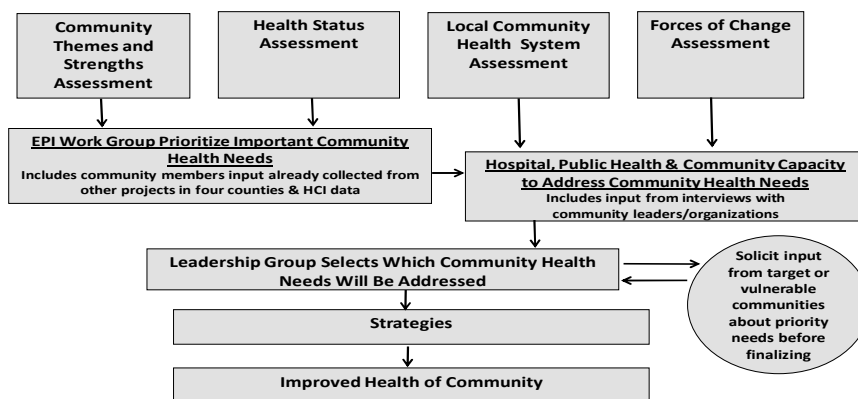 Community
Themes and
Strengths
Assessment
Health Status
Assessment
Local Community
Health System
Assessment
Forces of Change
Assessment
EPI Work Group Prioritize Important Community
Health Needs
Includes community members input already collected from
other projects in four counties & HCI data
Hospital, Public Health & Community Capacity
to Address Community Health Needs
Includes input from interviews with
community leaders/organizations
Leadership Group Selects Which Community Health
Needs Will Be Addressed
Solicit input
from target or
vulnerable
communities
about priority
needs before
finalizing
Strategies
Improved Health of Community